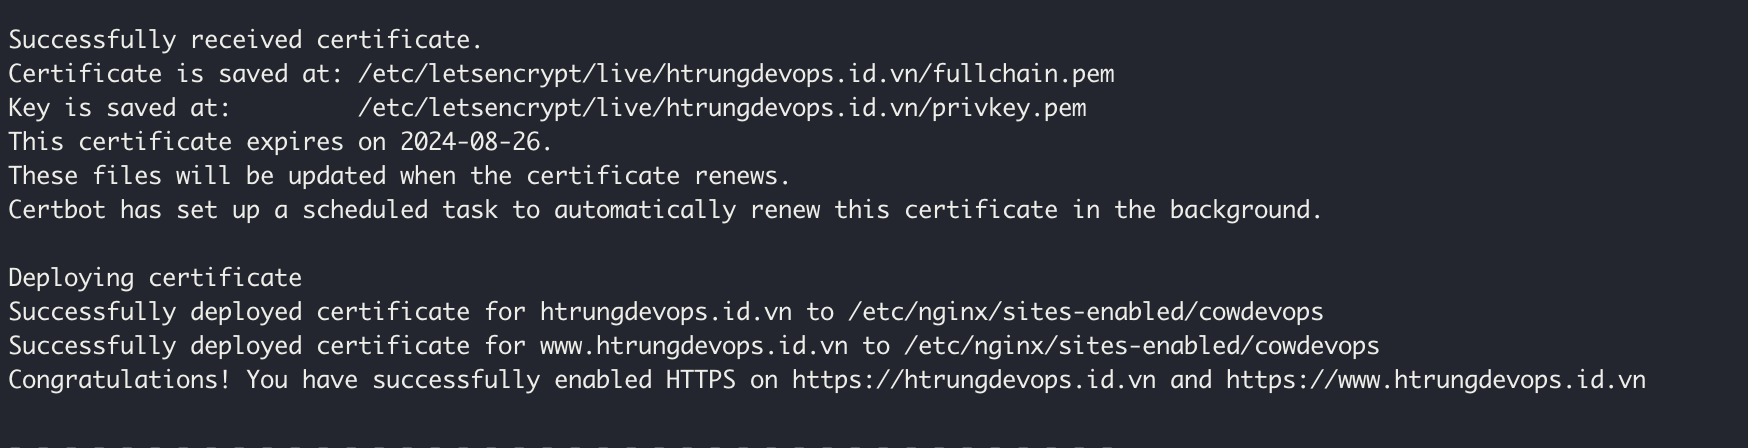 Successfully received certificate.
Certificate is saved at: /etc/letsencrypt/live/htrungdevops.id.vn/fullchain.pem
Key is saved at:         /etc/letsencrypt/live/htrungdevops.id.vn/privkey.pem
This certificate expires on 2024-08-26.
These files will be updated when the certificate renews.
Certbot has set up a scheduled task to automatically renew this certificate in the background.

Deploying certificate
Successfully deployed certificate for htrungdevops.id.vn to /etc/nginx/sites-enabled/cowdevops
Successfully deployed certificate for www.htrungdevops.id.vn to /etc/nginx/sites-enabled/cowdevops
Congratulations! You have successfully enabled HTTPS on https://htrungdevops.id.vn and https://www.htrungdevops.id.vn

- - - - - - - - - - - - - - - - - - - - - - - - - - - - - - - - - - - - - - - -